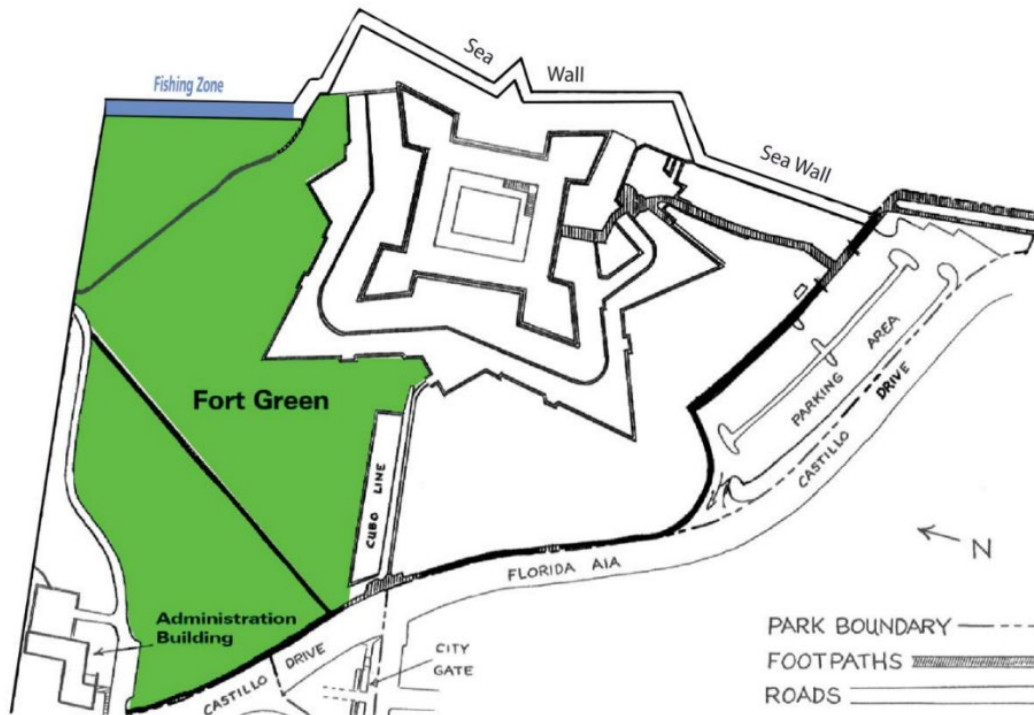 Sea
Wall
Fishing Zone
Sea Wall
PARKING AREA
CASTILLO DRIVE
Fort Green
CUBO LINE
N
FLORIDA A1A
Administration
Building
CASTILLO DRIVE
CITY
GATE
PARK BOUNDARY
FOOTPATHS
ROADS